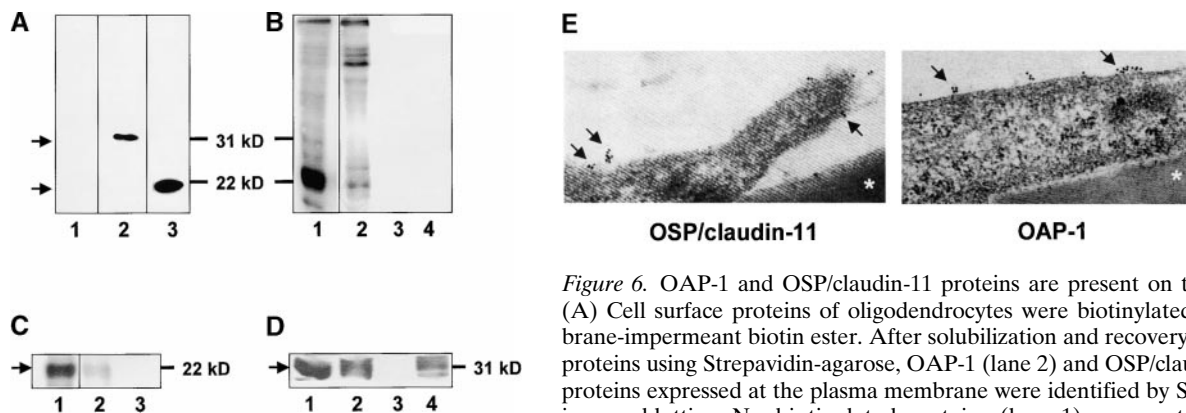 A
B
31 kD
22 kD
1 2 3
1 2 3 4
C
D
22 kD
31 kD
1 2 3
1 2 3 4
E
*
*
OSP/claudin-11
OAP-1
Figure 6. OAP-1 and OSP/claudin-11 proteins are present on t
(A) Cell surface proteins of oligodendrocytes were biotinylated
brane-impermeant biotin ester. After solubilization and recovery
proteins using Strepavidin-agarose, OAP-1 (lane 2) and OSP/clau
proteins expressed at the plasma membrane were identified by S